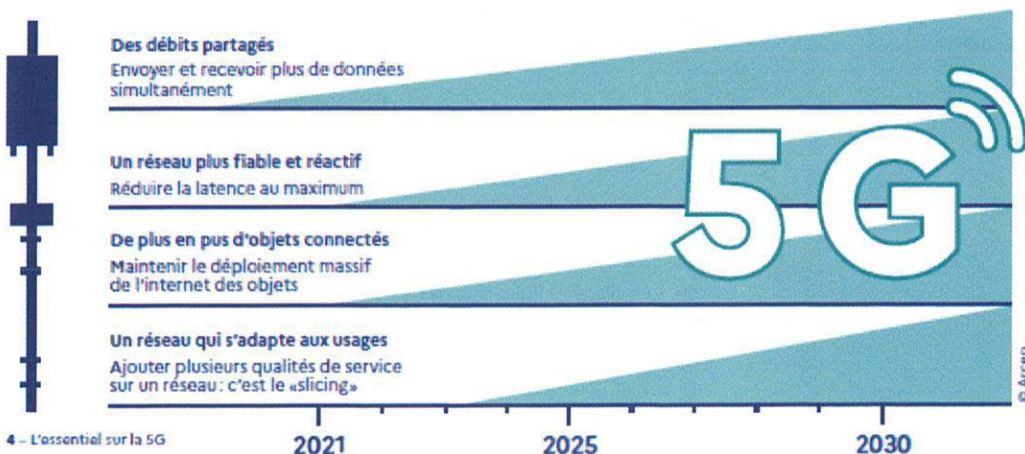 Des débits partagés
Envoyer et recevoir plus de données
simultanément
Un réseau plus fiable et réactif
Réduire la latence au maximum
5G
De plus en pus d'objets connectés
Maintenir le déploiement massif
de l'internet des objets
Un réseau qui s'adapte aux usages
Ajouter plusieurs qualités de service
sur un réseau : c'est le «slicing»
© Arcep
4 – L'essentiel sur la 5G
2021
2025
2030